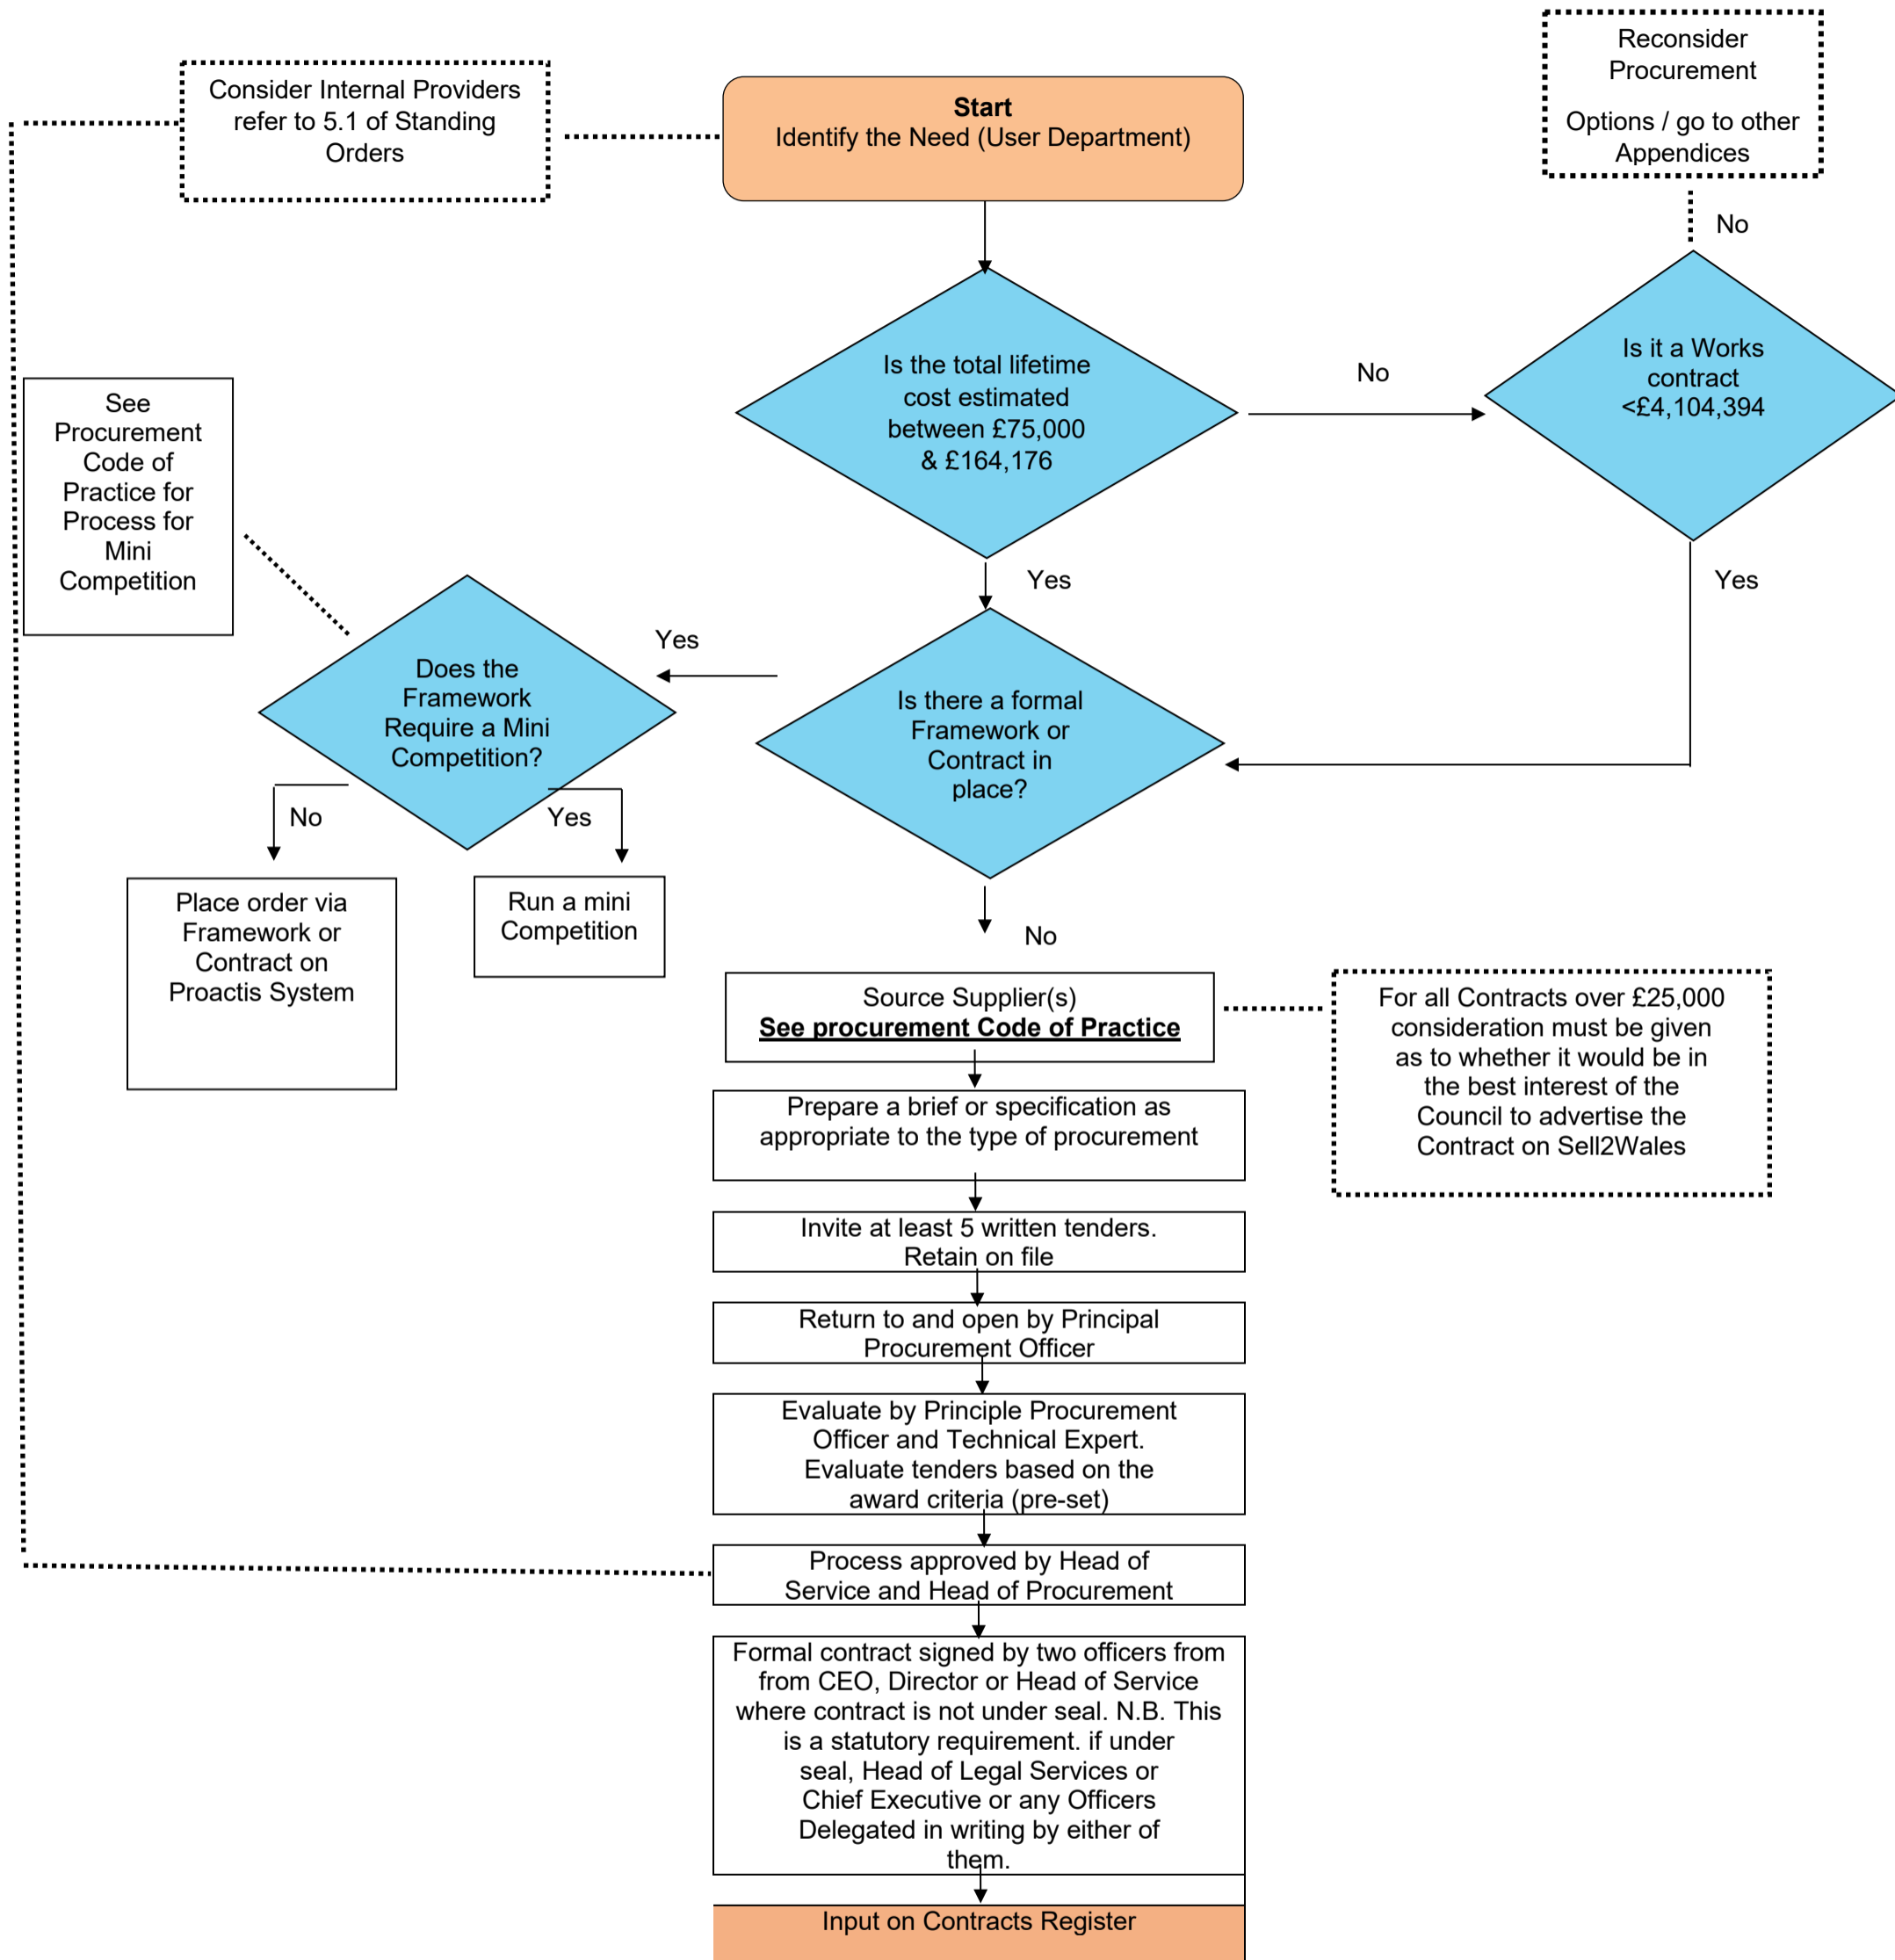 Reconsider
Procurement
Options / go to other
Appendices
Consider Internal Providers
refer to 5.1 of Standing
Orders
Start
Identify the Need (User Department)
No
Is the total lifetime
cost estimated
between £75,000
& £164,176
No
Is it a Works
contract
<£4,104,394
See
Procurement
Code of
Practice for
Process for
Mini
Competition
Yes
Yes
Yes
Does the
Framework
Require a Mini
Competition?
Is there a formal
Framework or
Contract in
place?
No
Yes
Place order via
Framework or
Contract on
Proactis System
Run a mini
Competition
No
Source Supplier(s)
See procurement Code of Practice
For all Contracts over £25,000
consideration must be given
as to whether it would be in
the best interest of the
Council to advertise the
Contract on Sell2Wales
Prepare a brief or specification as
appropriate to the type of procurement
Invite at least 5 written tenders.
Retain on file
Return to and open by Principal
Procurement Officer
Evaluate by Principle Procurement
Officer and Technical Expert.
Evaluate tenders based on the
award criteria (pre-set)
Process approved by Head of
Service and Head of Procurement
Formal contract signed by two officers from
from CEO, Director or Head of Service
where contract is not under seal. N.B. This
is a statutory requirement. if under
seal, Head of Legal Services or
Chief Executive or any Officers
Delegated in writing by either of
them.
Input on Contracts Register